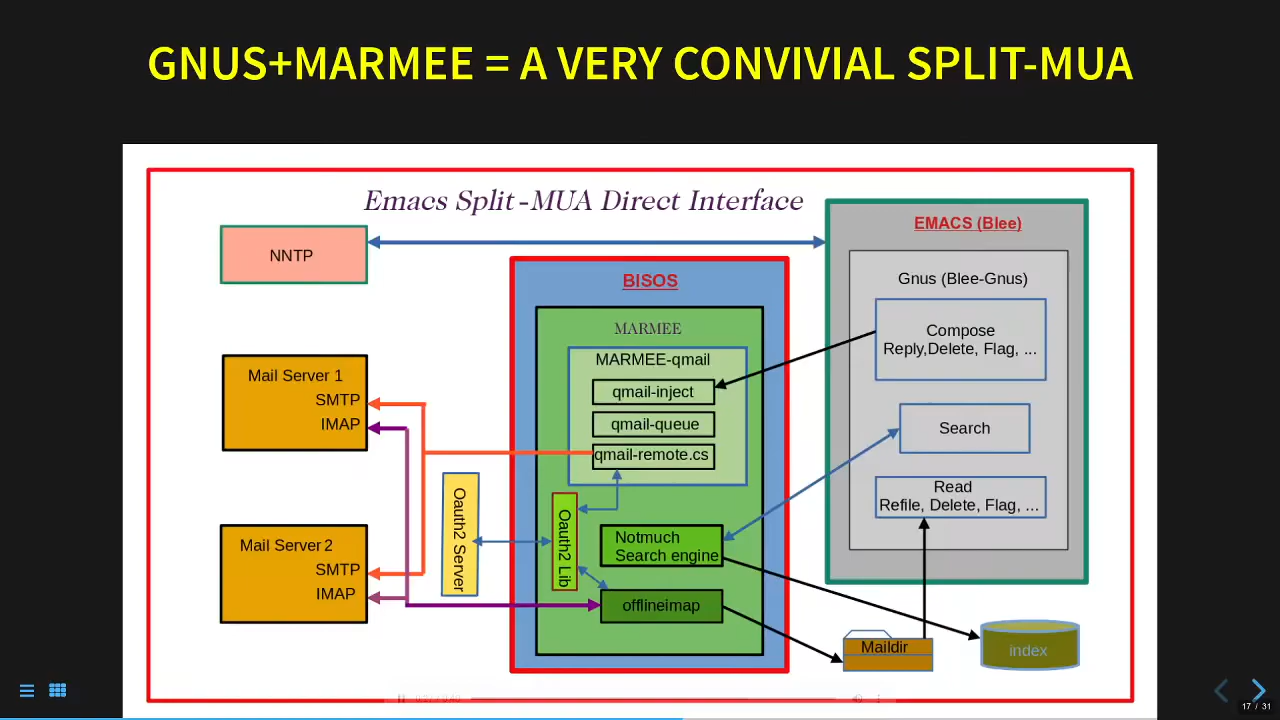 GNUS+MARMEE = A VERY CONVIVIAL SPLIT-MUA
Emacs Split-MUA Direct Interface
NNTP
Mail Server 1
SMTP
IMAP
Mail Server 2
SMTP
IMAP
Oauth2 Server
BISOS
MARMEE
MARMEE-qmail
qmail-inject
qmail-queue
qmail-remote.cs
Oauth2 Lib
Notmuch
Search engine
offlineimap
EMACS (Blee)
Gnus (Blee-Gnus)
Compose
Reply,Delete, Flag, ...
Search
Read
Refile, Delete, Flag, ...
Maildir
index
17 / 31